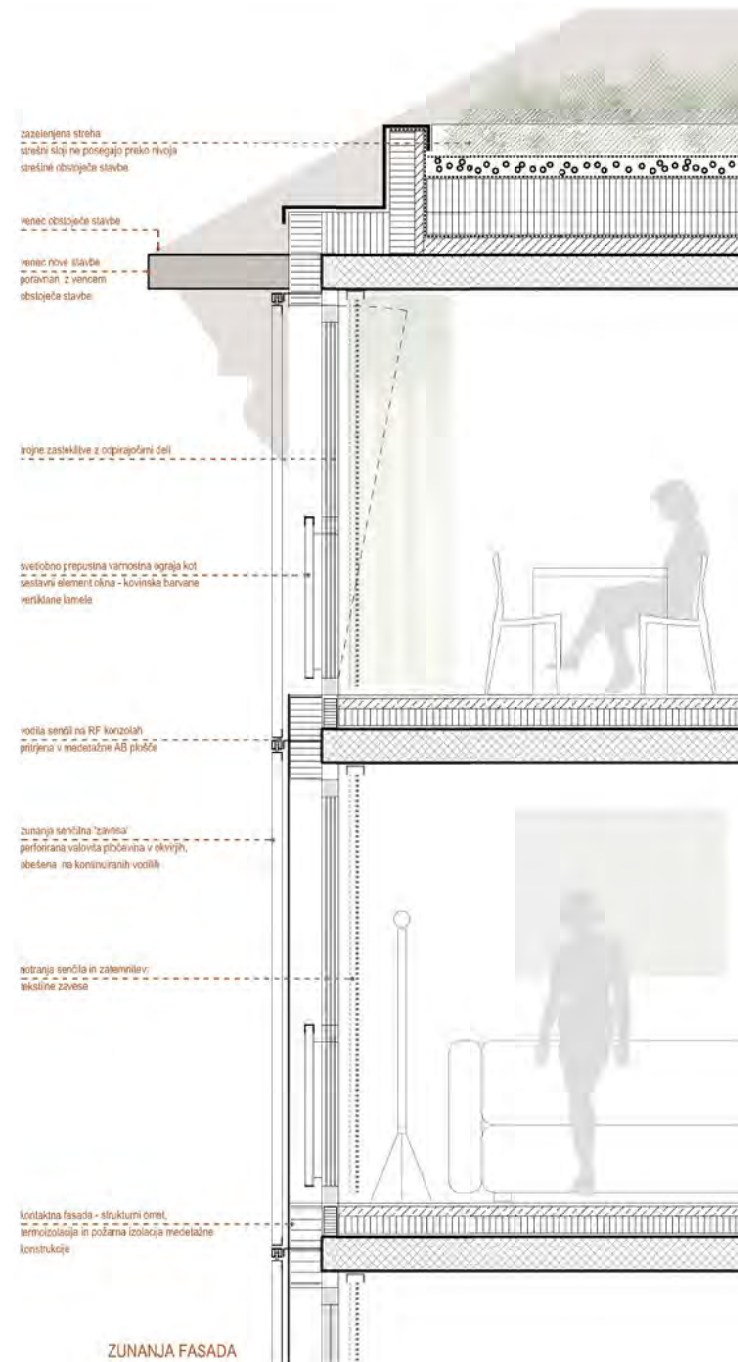 zazelenjena streha
strešni sloji ne posegajo preko nivoja
strešine obstoječe stavbe
venec obstoječe stavbe
venec nove stavbe
poravnan z vencem
obstoječe stavbe
trojne zasteklitve z odpirajočimi deli
svetlobno prepustna varnostna ograja kot
sestavni element okna - kovinske barvane
vertiklane lamele
vodila senčil na RF konzolah
pritrjena v medetažne AB plošče
zunanja senčilna 'zavesa'
perforirana valovita pločevina v okvirjih,
obešena na kontinuiranih vodilih
notranja senčila in zatemnitev:
tekstilne zavese
kontaktna fasada - strukturni omet,
termoizolacija in požarna izolacija medetažne
konstrukcije
ZUNANJA FASADA